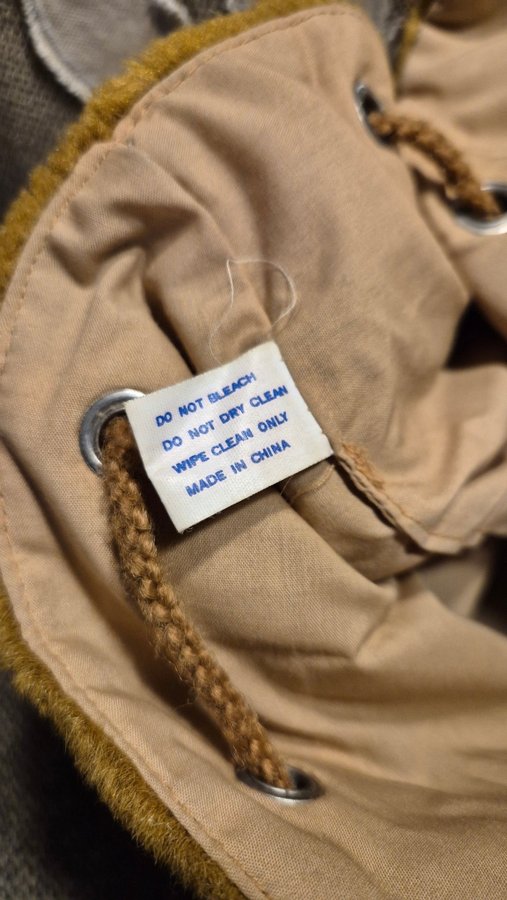 DO NOT BLEACH
DO NOT DRY CLEAN
WIPE CLEAN ONLY
MADE IN CHINA